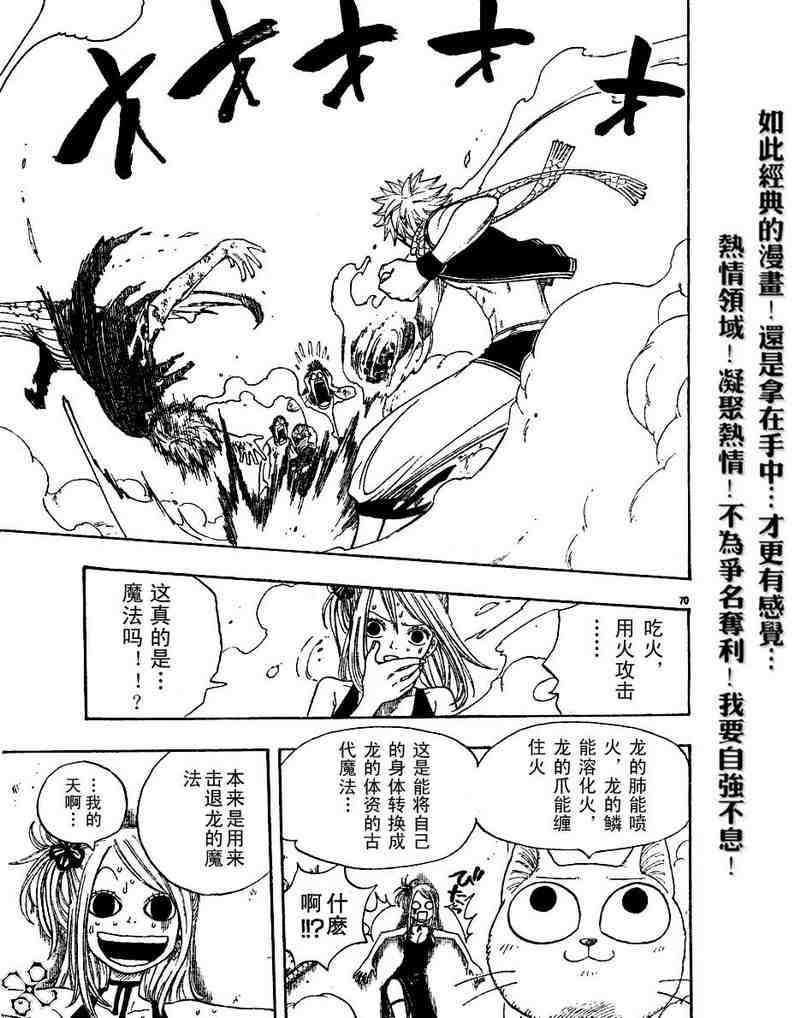 如此經典的漫畫！還是拿在手中…才更有感覺…
熱情領域！凝聚熱情！不為爭名奪利！我要自強不息！
オオオオオ
70
吃火，
用火攻击
……
这真的是…
魔法吗！！？
龙的肺能喷
火，龙的鳞
能溶化火，
龙的爪能缠
住火
这是能将自己
的身体转换成
龙的体资的古
代魔法…
什麼
啊!!?
本来是用来
击退龙的魔
法
…我的
天啊…